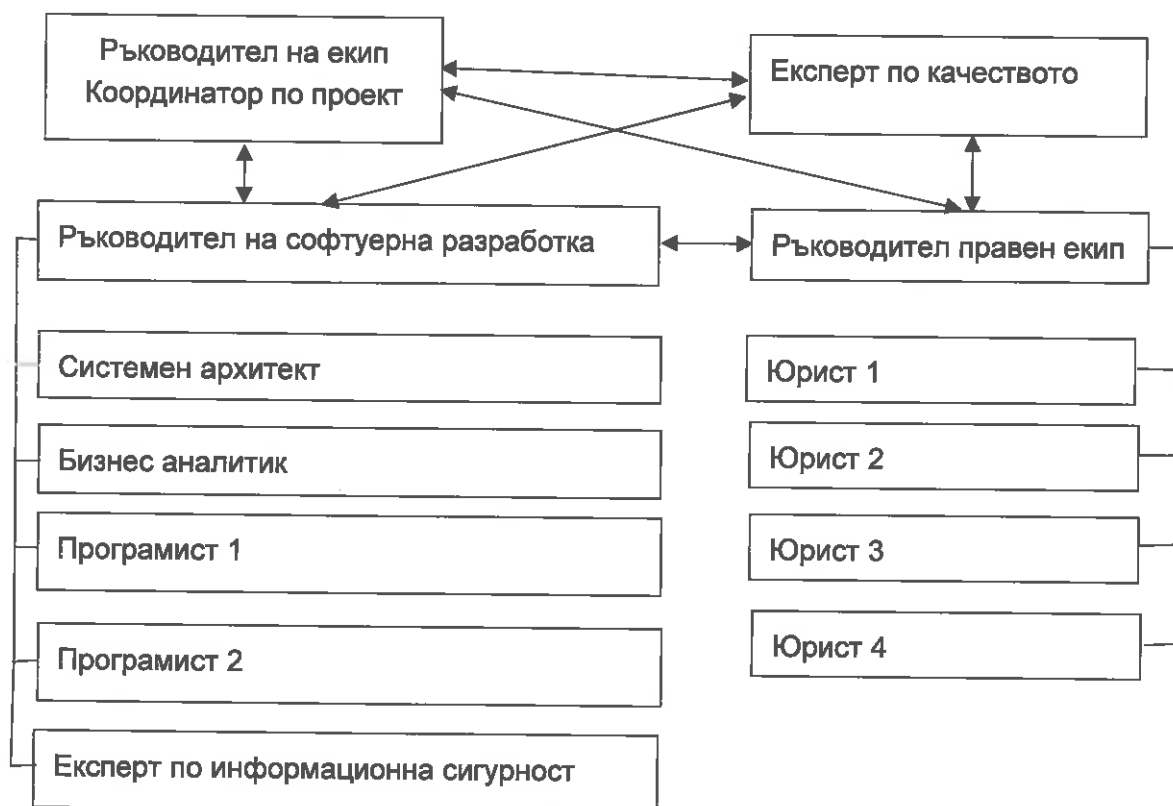 Ръководител на екип
Координатор по проект
Експерт по качеството
Ръководител на софтуерна разработка
Ръководител правен екип
Системен архитект
Юрист 1
Бизнес аналитик
Юрист 2
Програмист 1
Юрист 3
Програмист 2
Юрист 4
Експерт по информационна сигурност